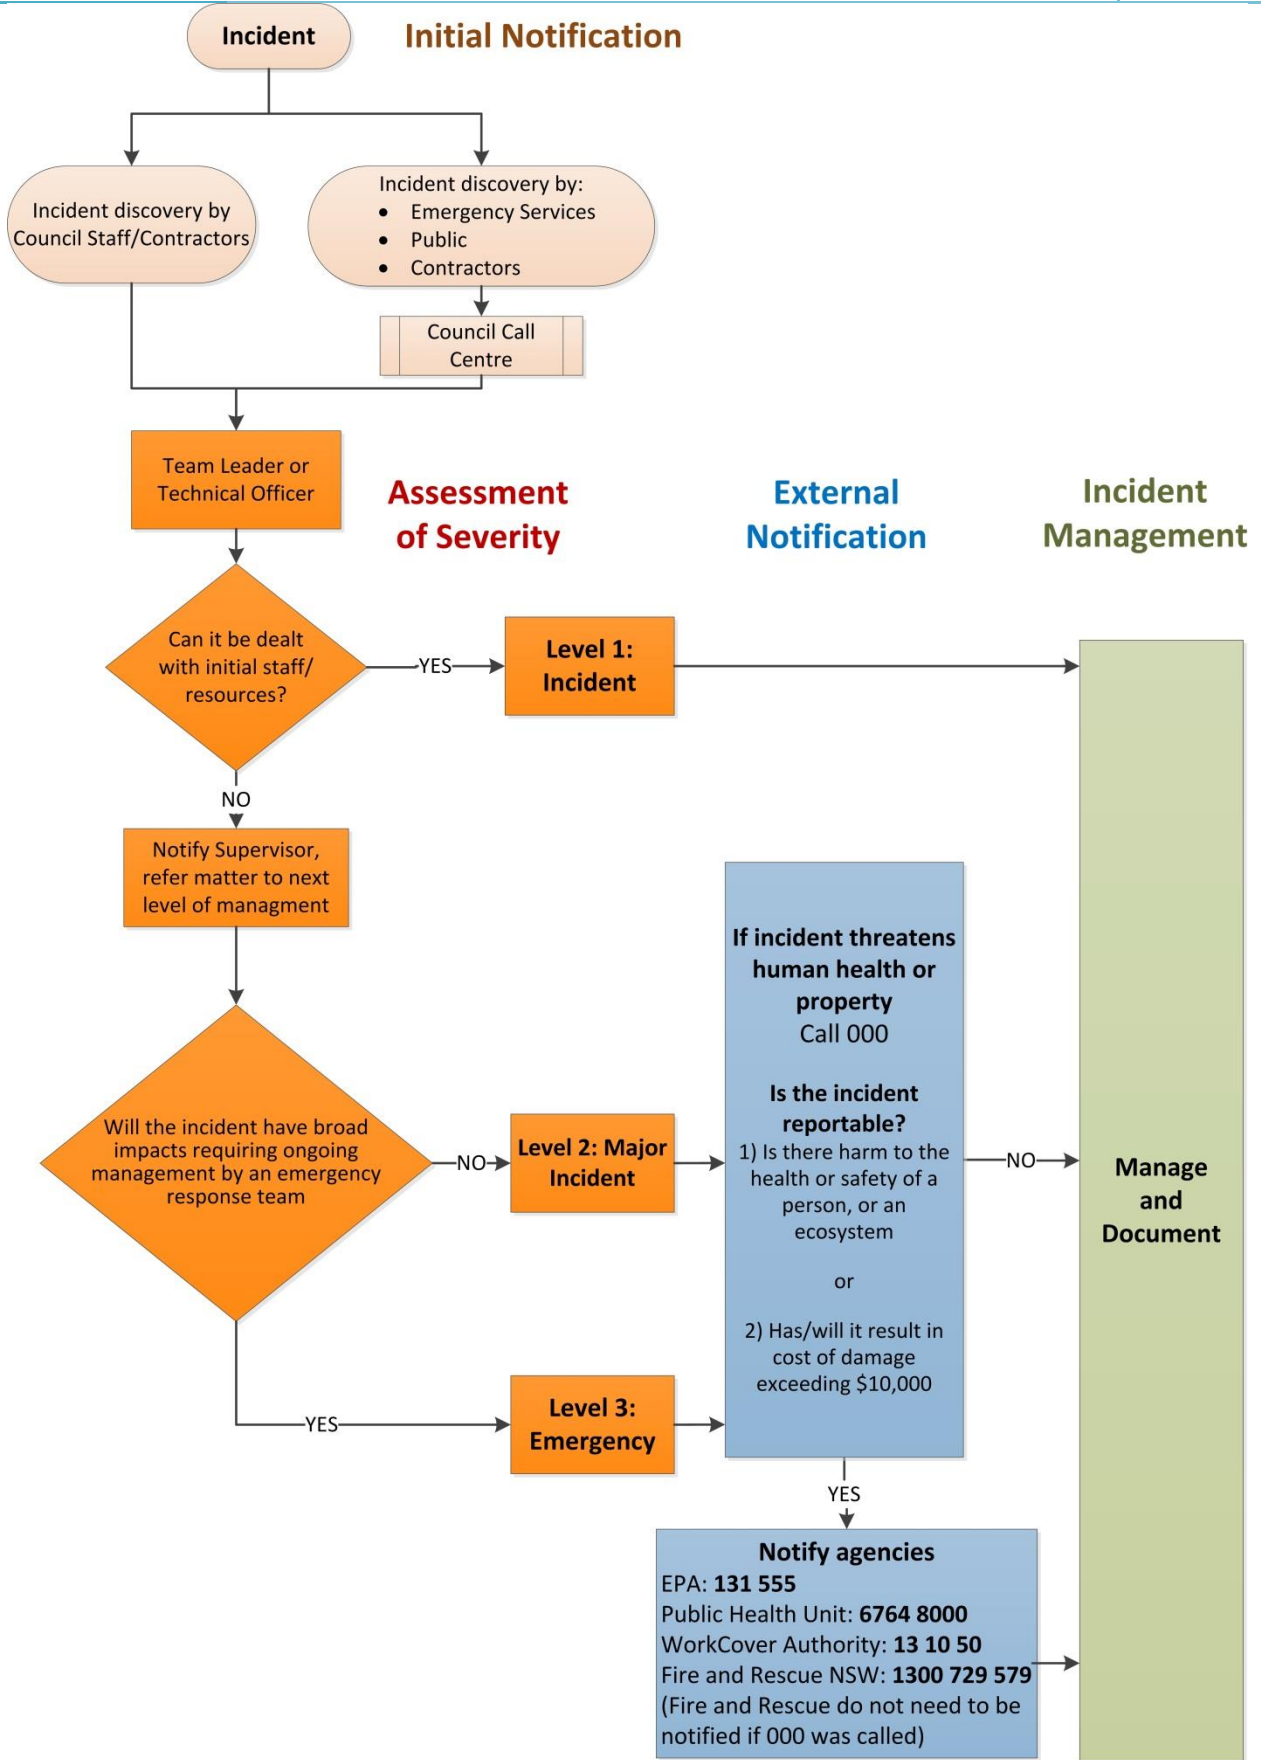 Incident
Initial Notification
Incident discovery by
Council Staff/Contractors
Incident discovery by:
• Emergency Services
• Public
• Contractors
Council Call
Centre
Team Leader or
Technical Officer
Assessment
of Severity
External
Notification
Incident
Management
Can it be dealt
with initial staff/
resources?
YES
Level 1:
Incident
NO
Notify Supervisor,
refer matter to next
level of managment
Will the incident have broad
impacts requiring ongoing
management by an emergency
response team
NO
Level 2: Major
Incident
YES
Level 3:
Emergency
If incident threatens
human health or
property
Call 000
Is the incident
reportable?
1) Is there harm to the
health or safety of a
person, or an
ecosystem
or
2) Has/will it result in
cost of damage
exceeding $10,000
NO
Manage
and
Document
YES
Notify agencies
EPA: 131 555
Public Health Unit: 6764 8000
WorkCover Authority: 13 10 50
Fire and Rescue NSW: 1300 729 579
(Fire and Rescue do not need to be
notified if 000 was called)